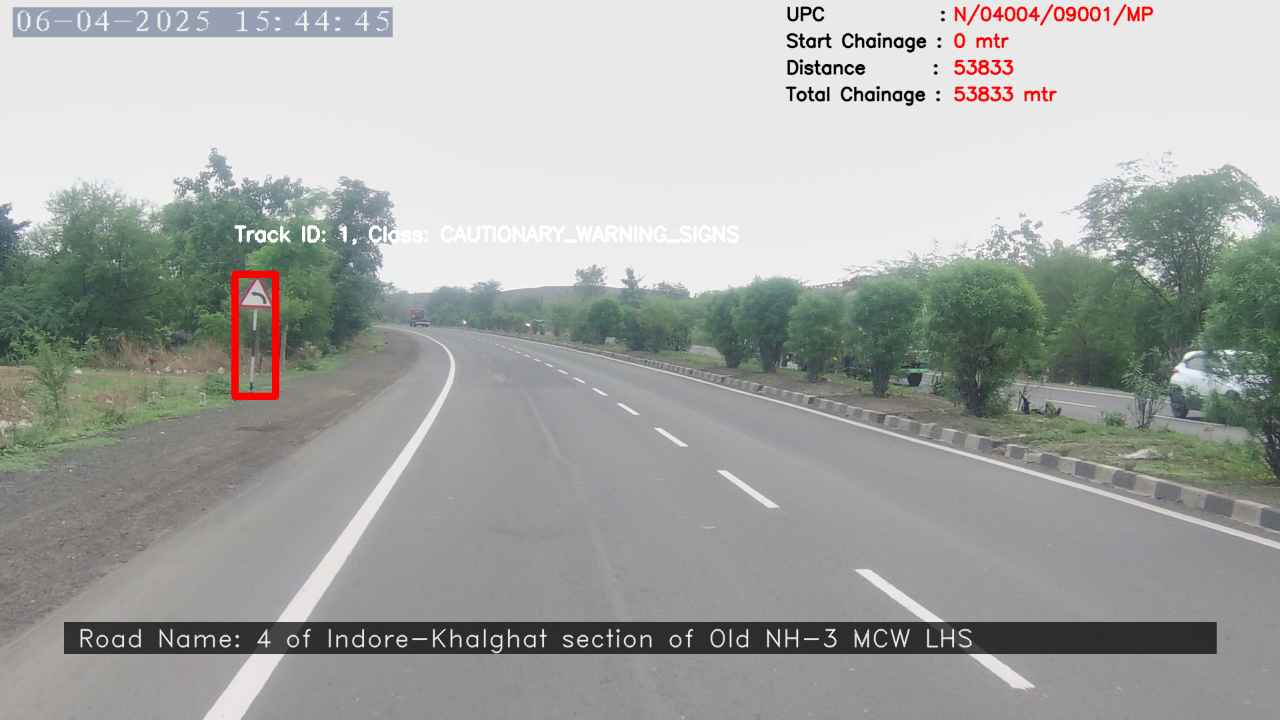 06-04-2025 15:44:45
UPC : N/04004/09001/MP
Start Chainage : 0 mtr
Distance : 53833
Total Chainage : 53833 mtr
Track ID: 1, Class: CAUTIONARY_WARNING_SIGNS
Road Name: 4 of Indore-Khalghat section of Old NH-3 MCW LHS